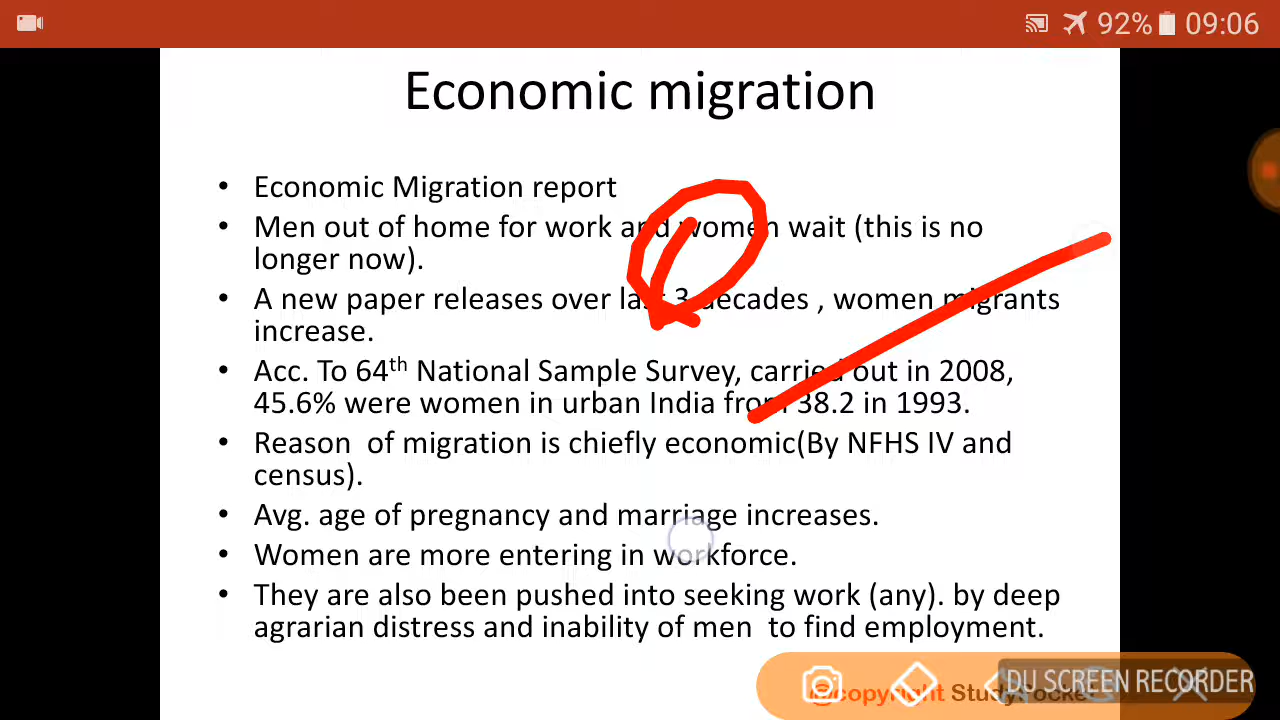 92% 09:06
Economic migration
• Economic Migration report
• Men out of home for work and women wait (this is no
longer now).
• A new paper releases over last 3 decades , women migrants
increase.
• Acc. To 64th National Sample Survey, carried out in 2008,
45.6% were women in urban India from 38.2 in 1993.
• Reason of migration is chiefly economic(By NFHS IV and
census).
• Avg. age of pregnancy and marriage increases.
• Women are more entering in workforce.
• They are also been pushed into seeking work (any). by deep
agrarian distress and inability of men to find employment.
DU SCREEN RECORDER
@copyright